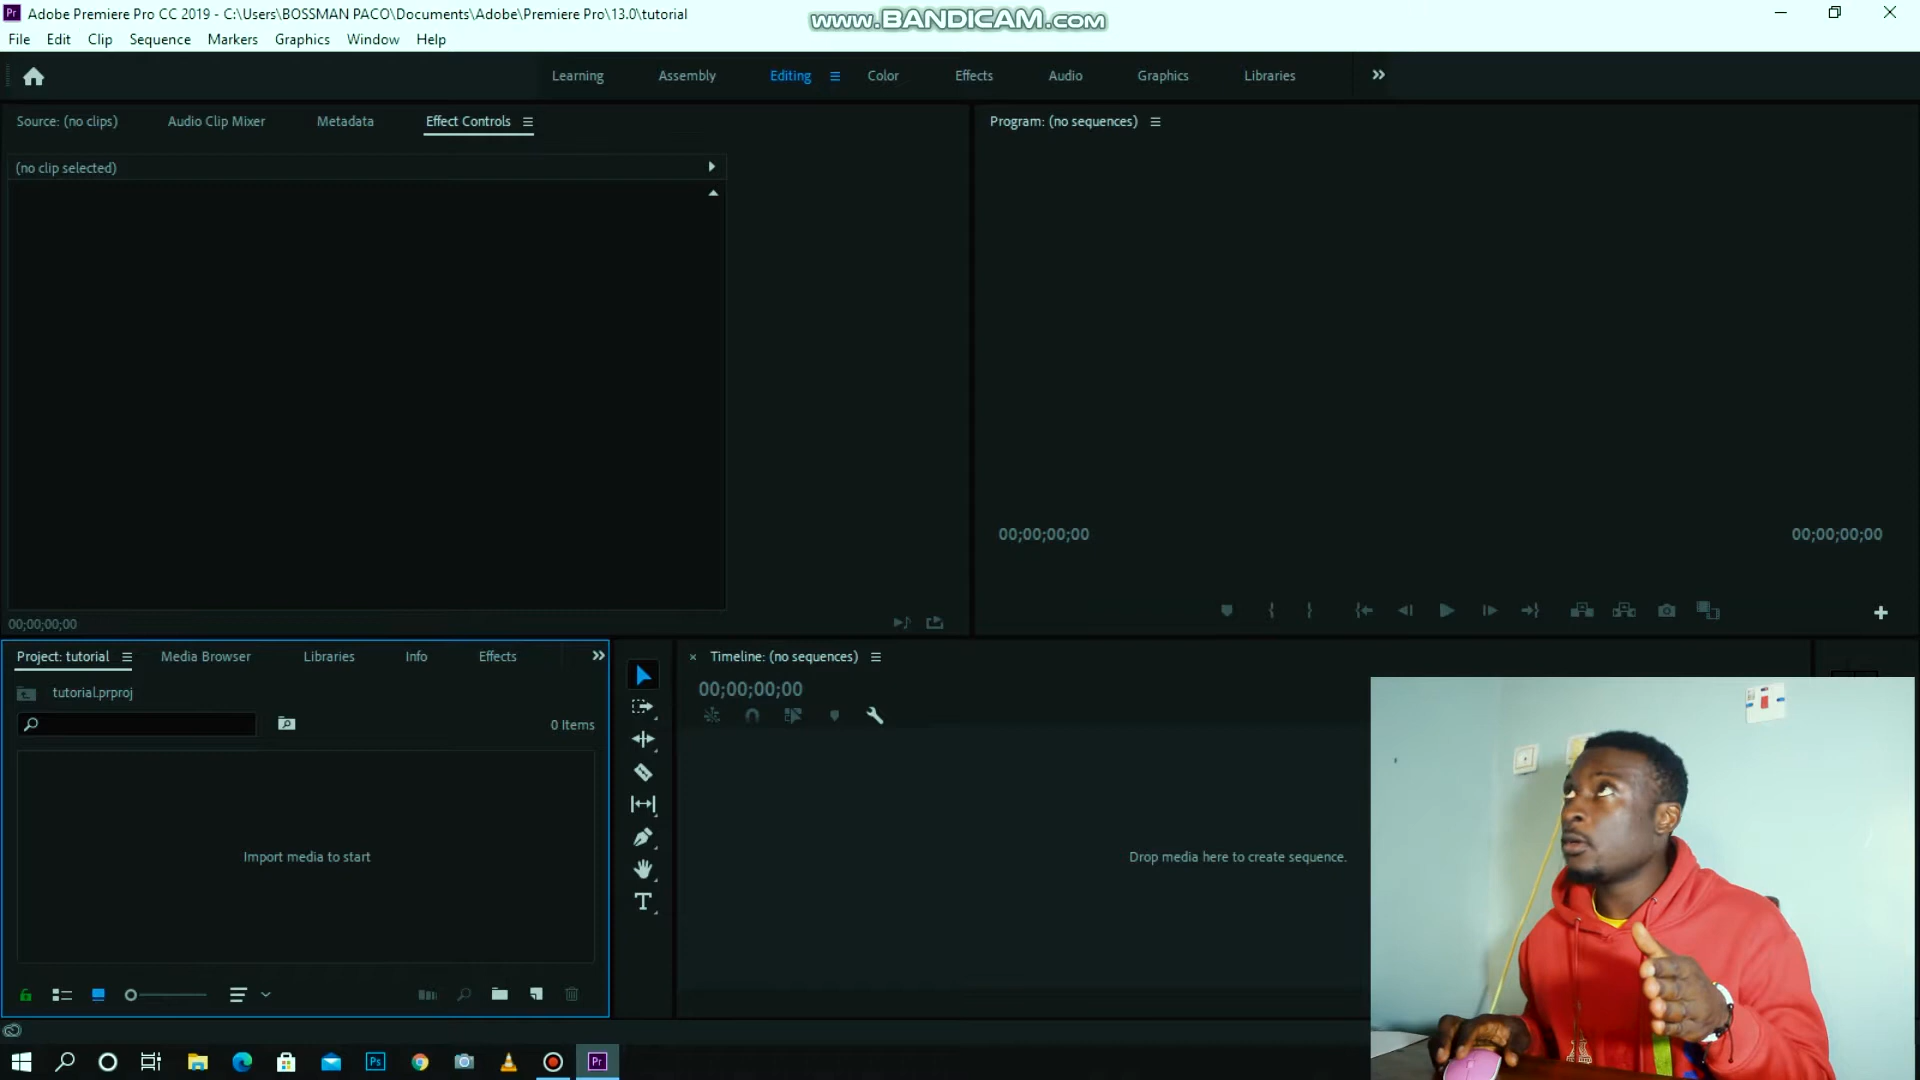 Adobe Premiere Pro CC 2019 - C:\Users\BOSSMAN PACO\Documents\Adobe\Premiere Pro\13.0\tutorial
www.BANDICAM.com
File Edit Clip Sequence Markers Graphics Window Help
Learning Assembly Editing Color Effects Audio Graphics Libraries
Source: (no clips) Audio Clip Mixer Metadata Effect Controls
Program: (no sequences)
(no clip selected)
00;00;00;00 00;00;00;00
00;00;00;00
Project: tutorial Media Browser Libraries Info Effects
Timeline: (no sequences)
tutorial.prproj
00;00;00;00
0 Items
Import media to start
Drop media here to create sequence.
Ps
Pr